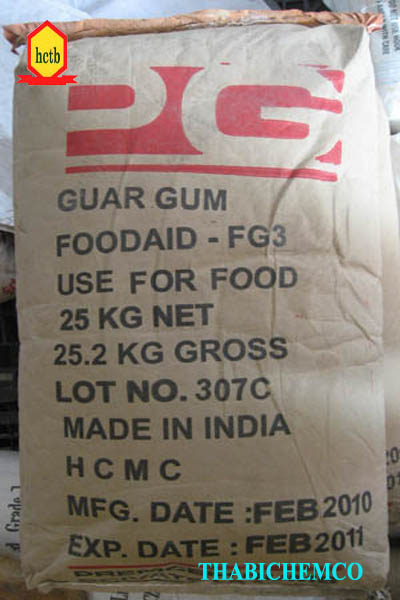 hctb
PG
GUAR GUM
FOODAID - FG3
USE FOR FOOD
25 KG NET
25.2 KG GROSS
LOT NO. 307C
MADE IN INDIA
HCMC
MFG. DATE : FEB 2010
EXP. DATE : FEB 2011
THABICHEMCO